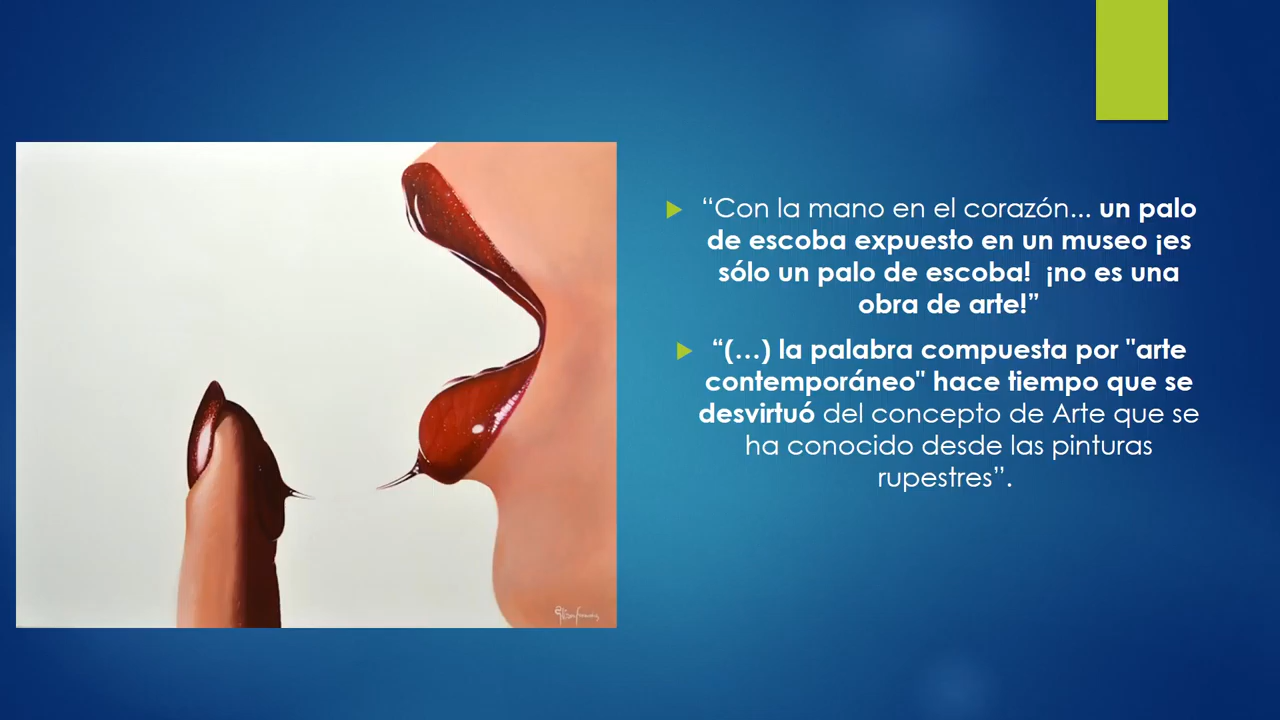 “Con la mano en el corazón... un palo
de escoba expuesto en un museo ¡es
sólo un palo de escoba!  ¡no es una
obra de arte!”
“(…) la palabra compuesta por "arte
contemporáneo" hace tiempo que se
desvirtuó del concepto de Arte que se
ha conocido desde las pinturas
rupestres”.